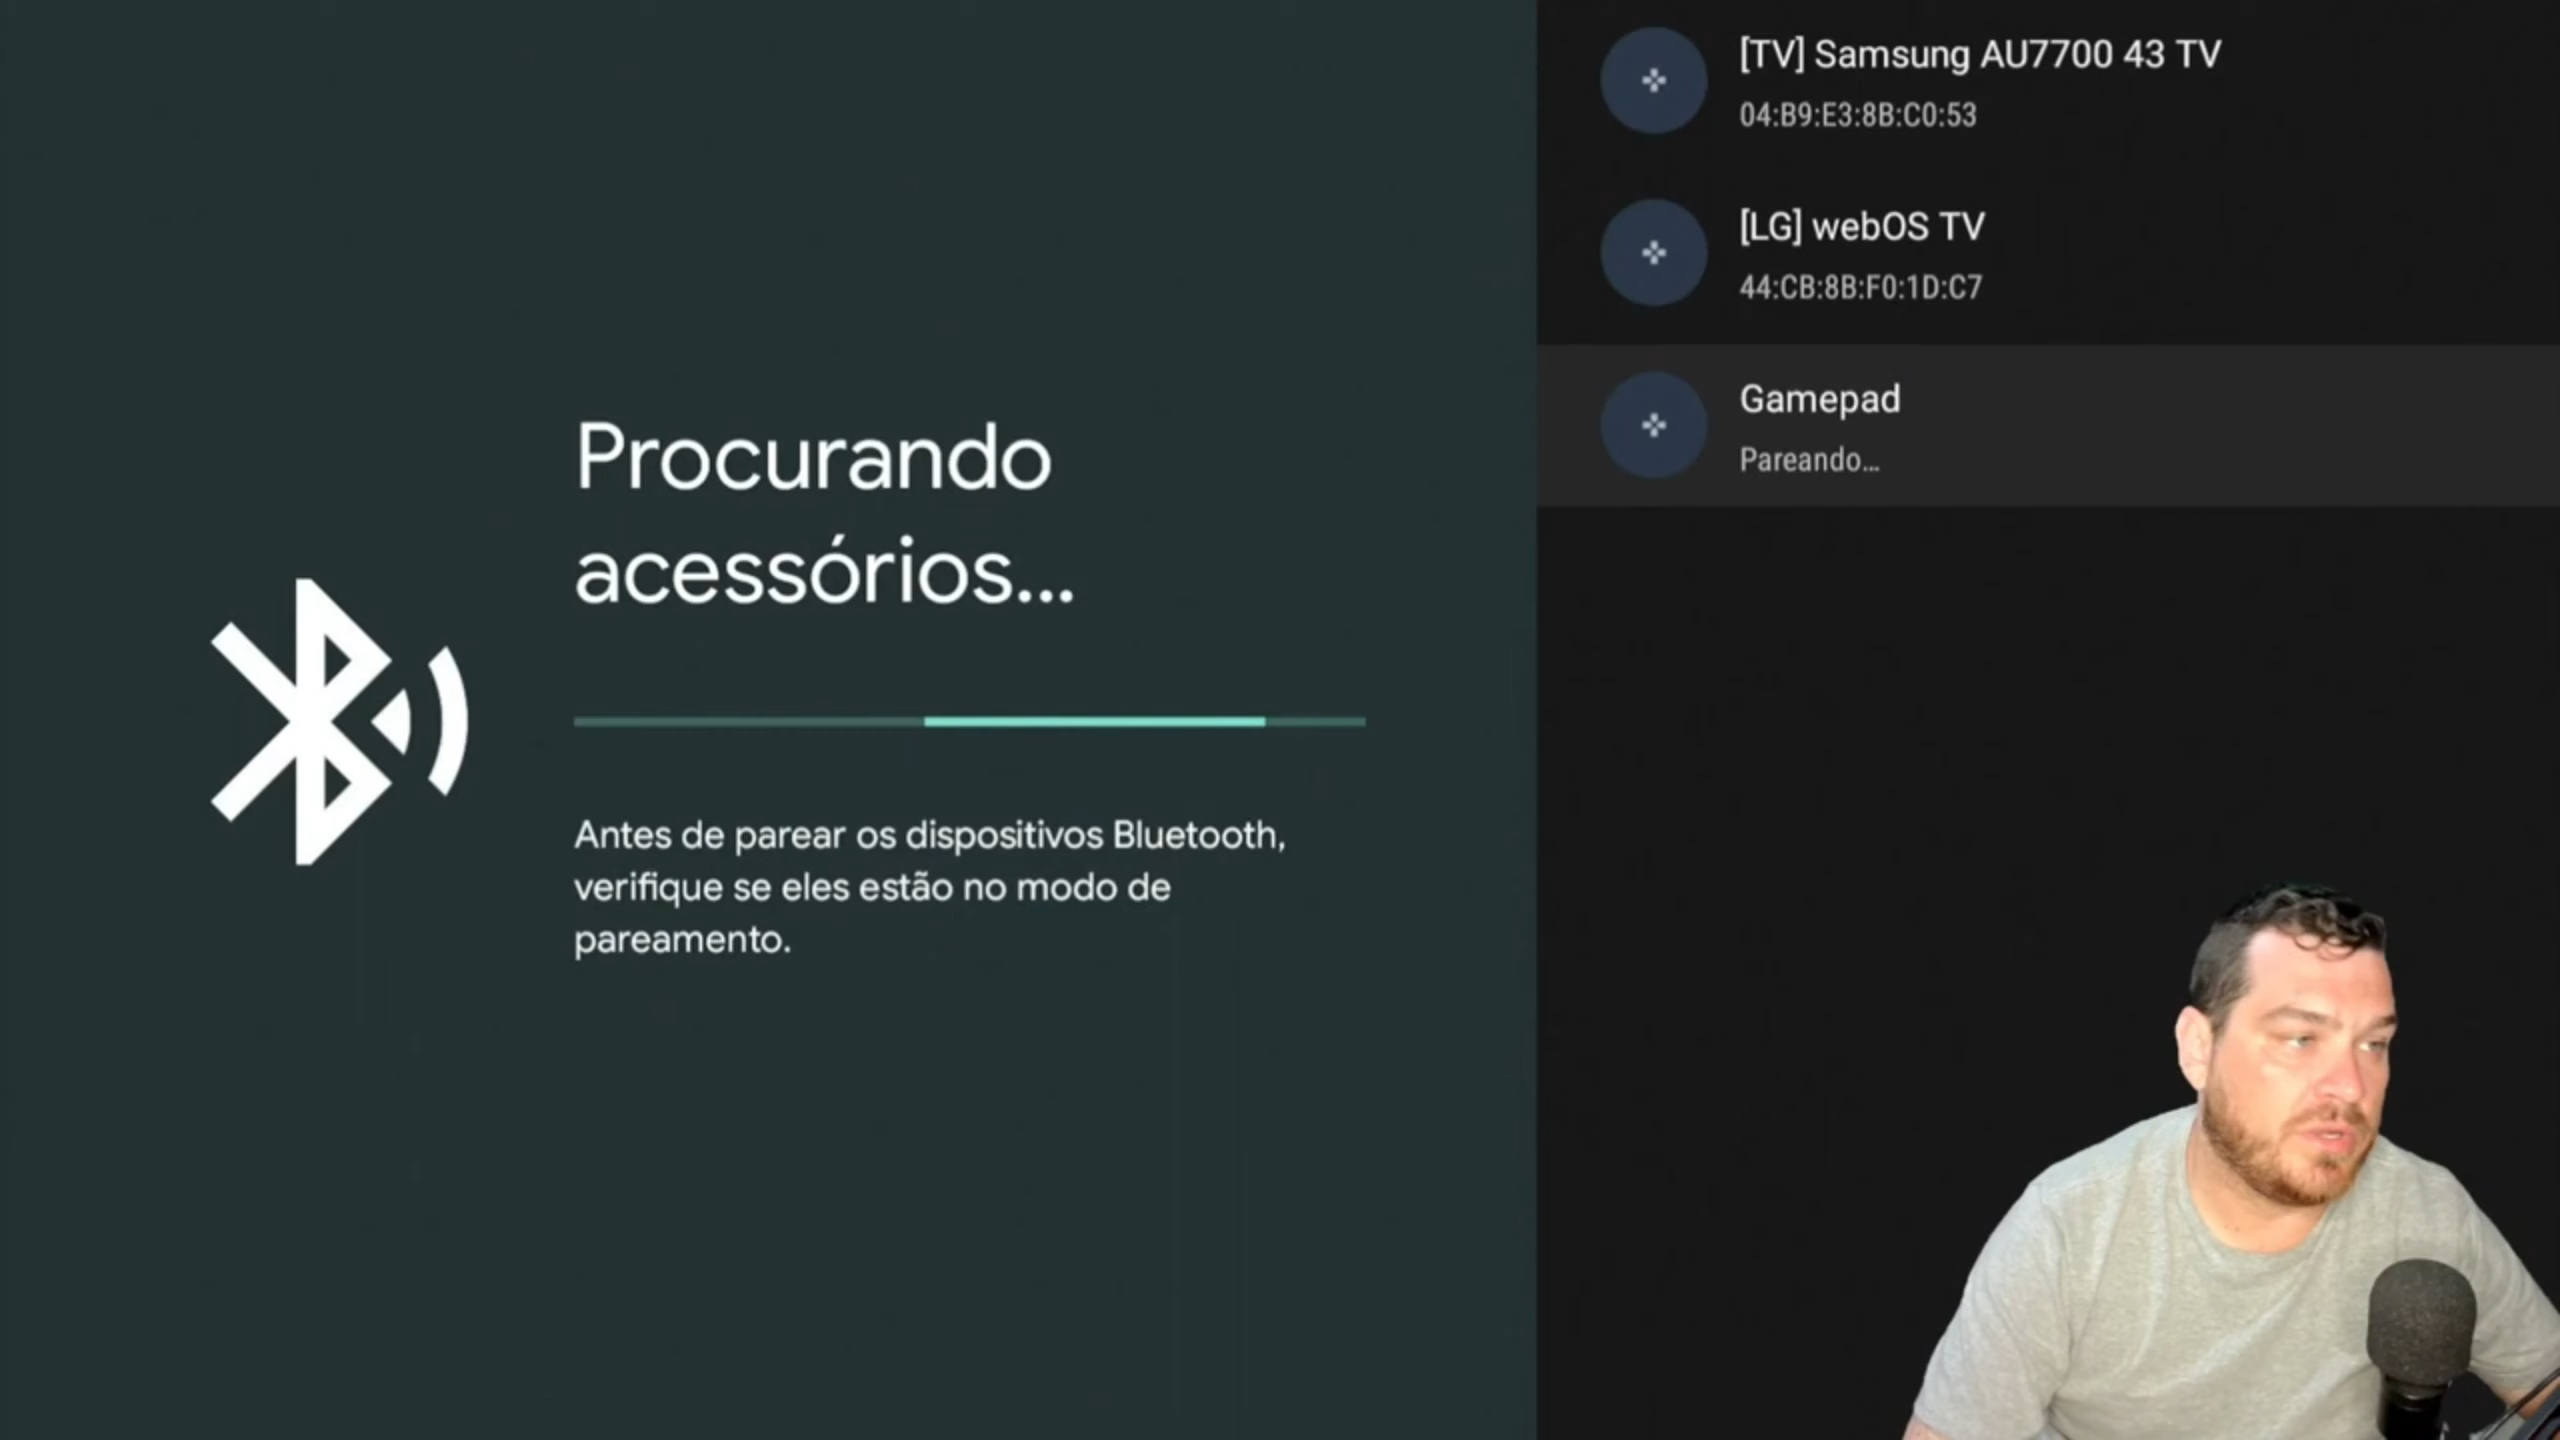 Procurando
acessórios...
Antes de parear os dispositivos Bluetooth,
verifique se eles estão no modo de
pareamento.
[TV] Samsung AU7700 43 TV
04:B9:E3:8B:C0:53
[LG] webOS TV
44:CB:8B:F0:1D:C7
Gamepad
Pareando...